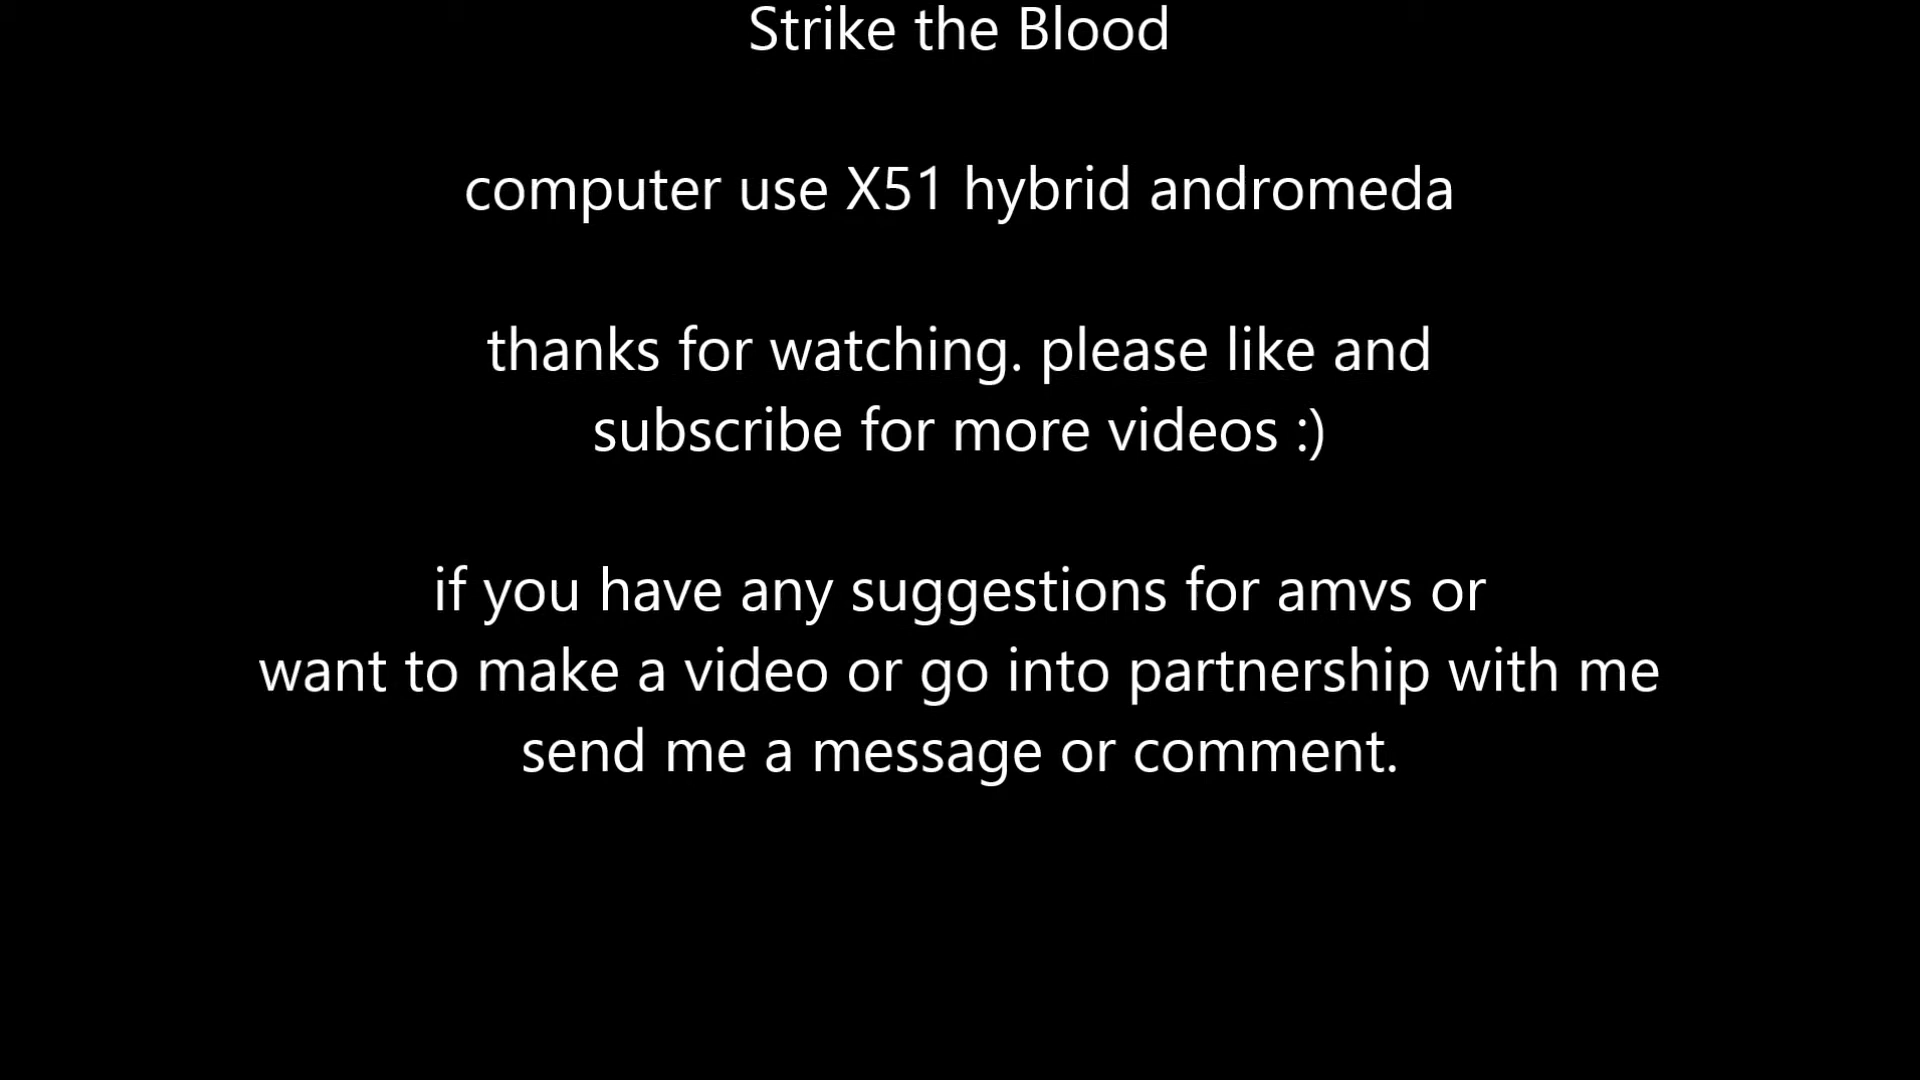 Strike the Blood
computer use X51 hybrid andromeda
thanks for watching. please like and
subscribe for more videos :)
if you have any suggestions for amvs or
want to make a video or go into partnership with me
send me a message or comment.